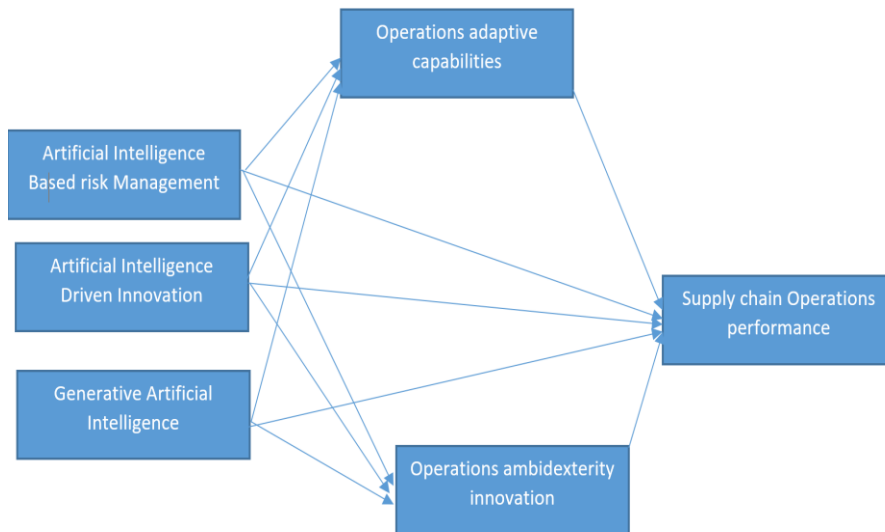 Operations adaptive
capabilities
Artificial Intelligence
Based risk Management
Artificial Intelligence
Driven Innovation
Supply chain Operations
performance
Generative Artificial
Intelligence
Operations ambidexterity
innovation